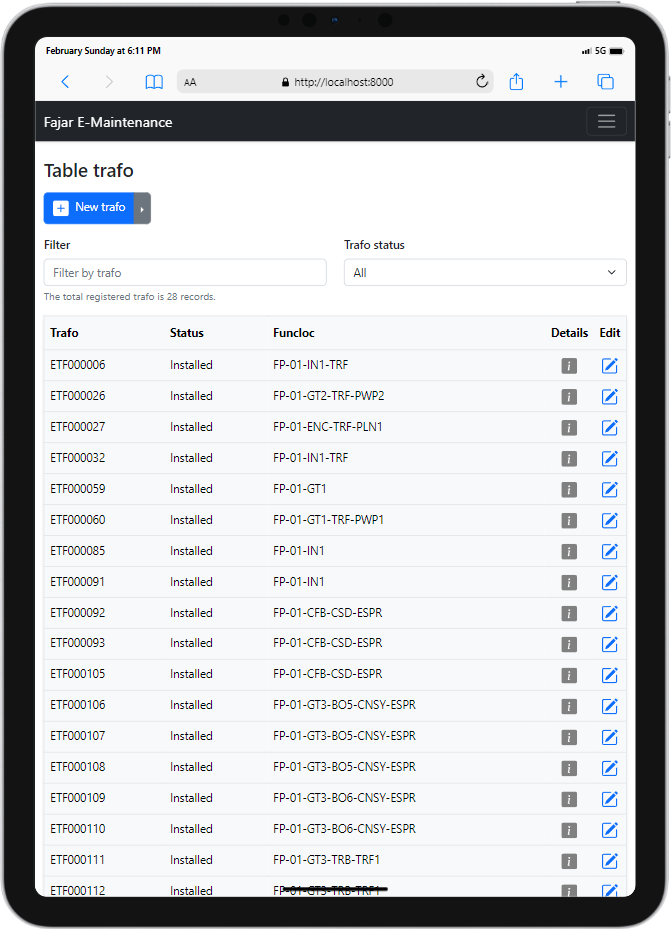 February Sunday at 6:11 PM
5G
AA
http://localhost:8000
Fajar E-Maintenance
Table trafo
New trafo
Filter
Trafo status
Filter by trafo
All
The total registered trafo is 28 records.
Trafo Status Funcloc Details Edit
ETF000006 Installed FP-01-IN1-TRF
ETF000026 Installed FP-01-GT2-TRF-PWP2
ETF000027 Installed FP-01-ENC-TRF-PLN1
ETF000032 Installed FP-01-IN1-TRF
ETF000059 Installed FP-01-GT1
ETF000060 Installed FP-01-GT1-TRF-PWP1
ETF000085 Installed FP-01-IN1
ETF000091 Installed FP-01-IN1
ETF000092 Installed FP-01-CFB-CSD-ESPR
ETF000093 Installed FP-01-CFB-CSD-ESPR
ETF000105 Installed FP-01-CFB-CSD-ESPR
ETF000106 Installed FP-01-GT3-BO5-CNSY-ESPR
ETF000107 Installed FP-01-GT3-BO5-CNSY-ESPR
ETF000108 Installed FP-01-GT3-BO5-CNSY-ESPR
ETF000109 Installed FP-01-GT3-BO6-CNSY-ESPR
ETF000110 Installed FP-01-GT3-BO6-CNSY-ESPR
ETF000111 Installed FP-01-GT3-TRB-TRF1
ETF000112 Installed FP-01-GT3-TRB-TRF1